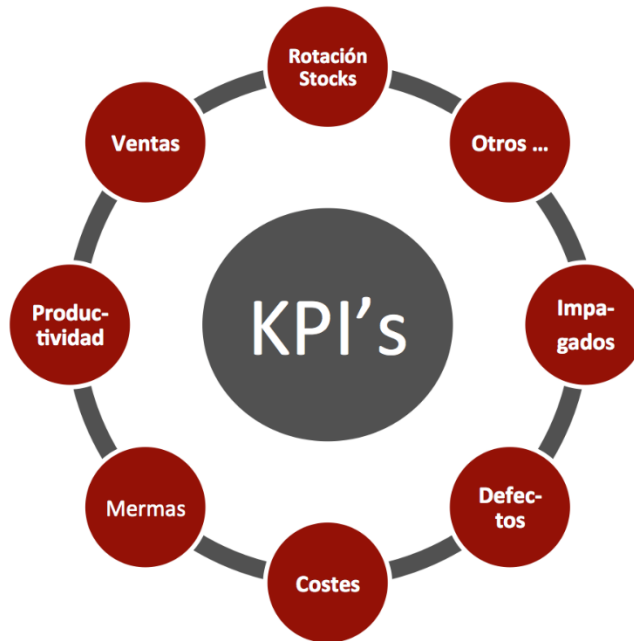 Rotación
Stocks
Ventas
Otros ...
Produc-
tividad
KPI’s
Impa-
gados
Mermas
Defec-
tos
Costes